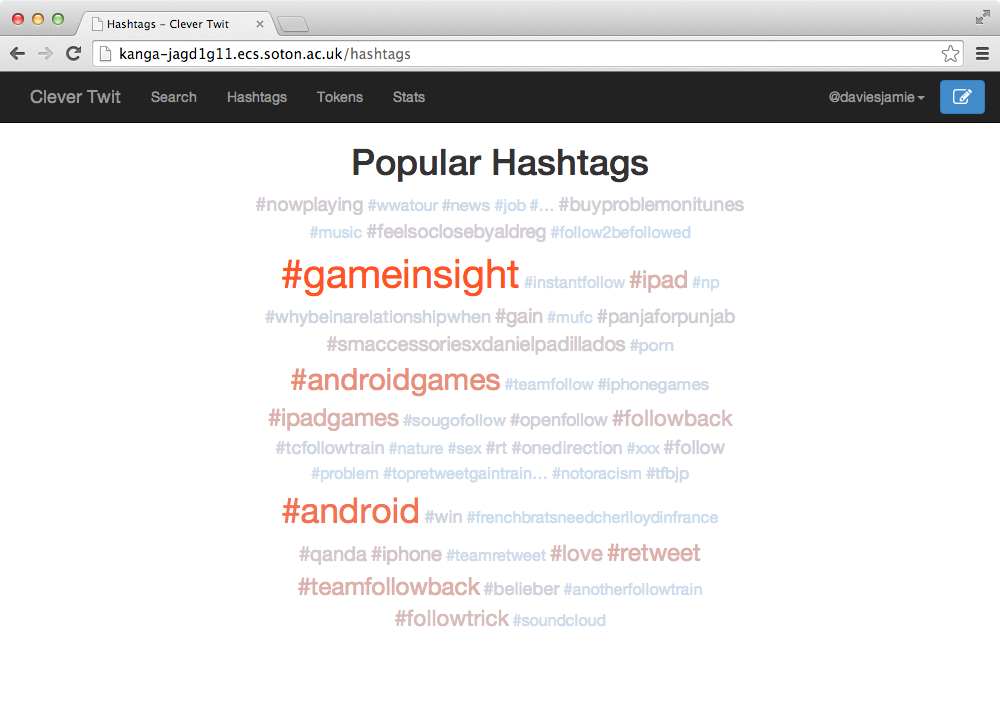 Hashtags – Clever Twit
kanga-jagd1g11.ecs.soton.ac.uk/hashtags
Clever Twit Search Hashtags Tokens Stats @daviesjamie
Popular Hashtags
#nowplaying #wwatour #news #job #... #buyproblemonitunes
#music #feelsoclosebyaldreg #follow2befollowed
#gameinsight #instantfollow #ipad #np
#whybeinarelationshipwhen #gain #mufc #panjaforpunjab
#smaccessoriesxdanielpadillados #porn
#androidgames #teamfollow #iphonegames
#ipadgames #sougofollow #openfollow #followback
#tcfollowtrain #nature #sex #rt #onedirection #xxx #follow
#problem #topretweetgaintrain... #notoracism #tfbjp
#android #win #frenchbratsneedcherlloydinfrance
#qanda #iphone #teamretweet #love #retweet
#teamfollowback #belieber #anotherfollowtrain
#followtrick #soundcloud